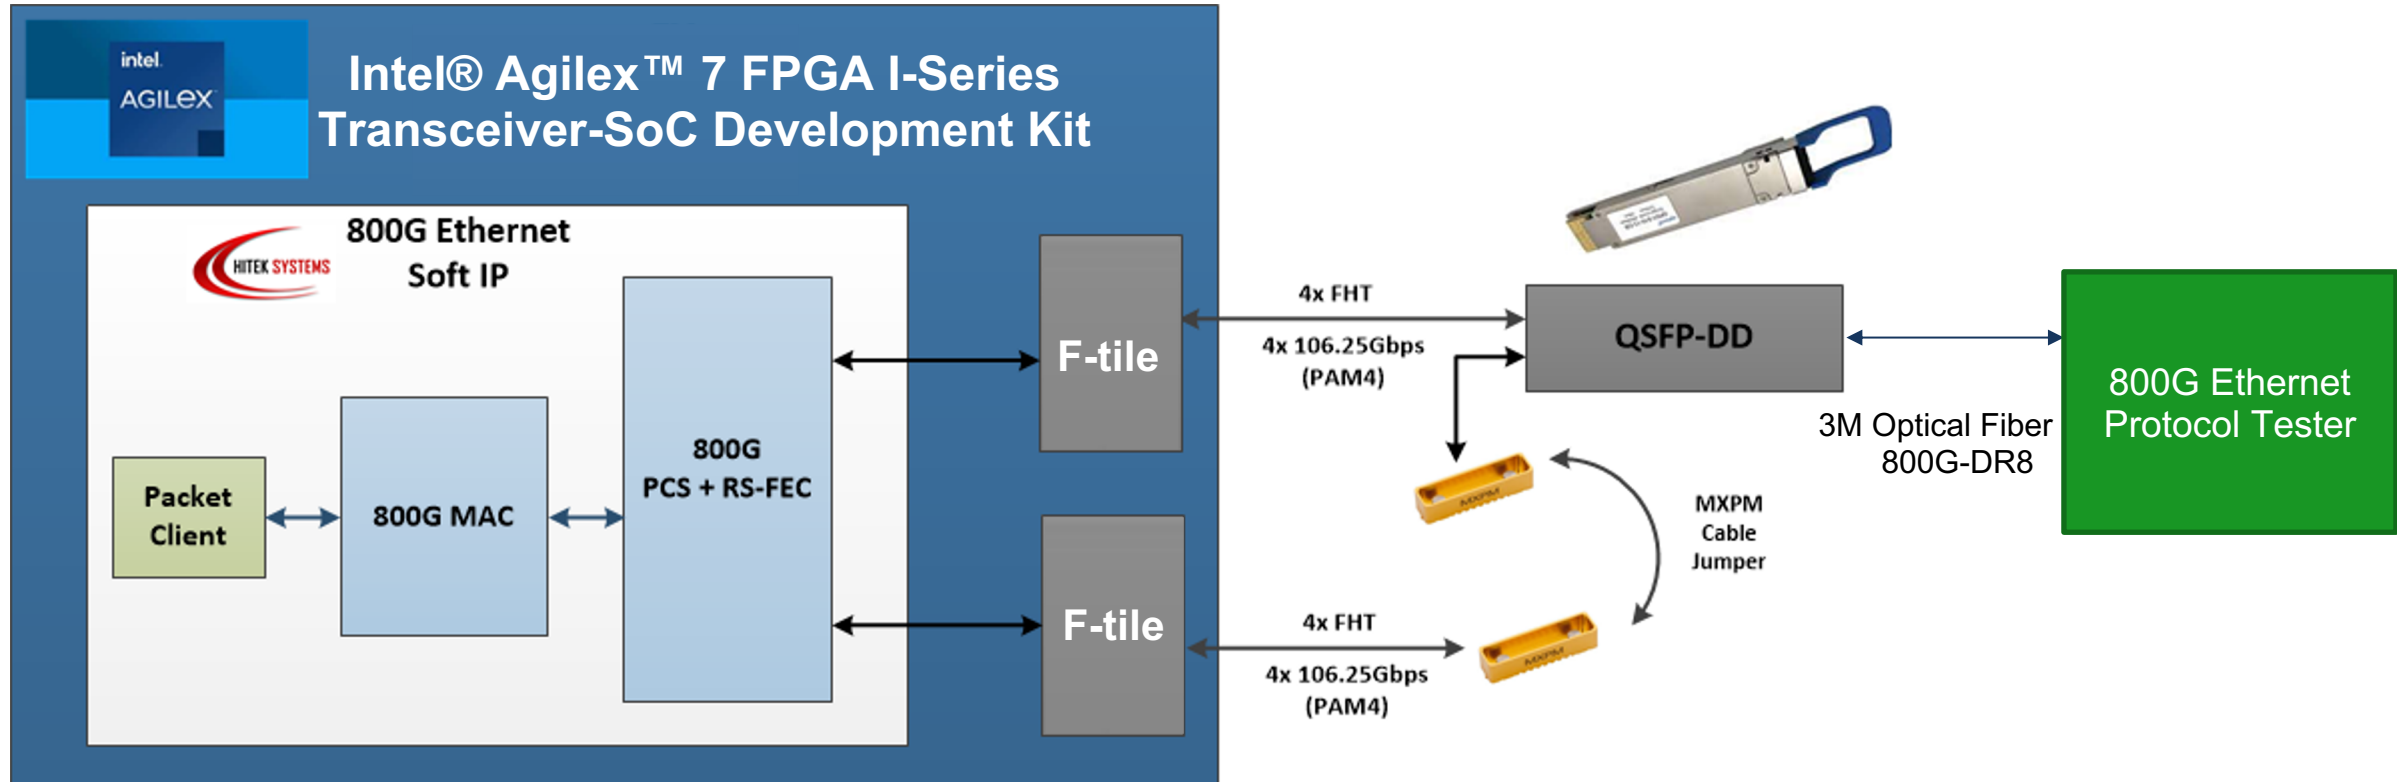 intel.
AGILEX
Intel® Agilex™ 7 FPGA I-Series
Transceiver-SoC Development Kit
HITEK SYSTEMS
800G Ethernet
Soft IP
Packet
Client
800G MAC
800G
PCS + RS-FEC
F-tile
F-tile
4x FHT
4x 106.25Gbps
(PAM4)
4x FHT
4x 106.25Gbps
(PAM4)
QSFP-DD
MXPM
MXPM
MXPM
Cable
Jumper
3M Optical Fiber
800G-DR8
800G Ethernet
Protocol Tester